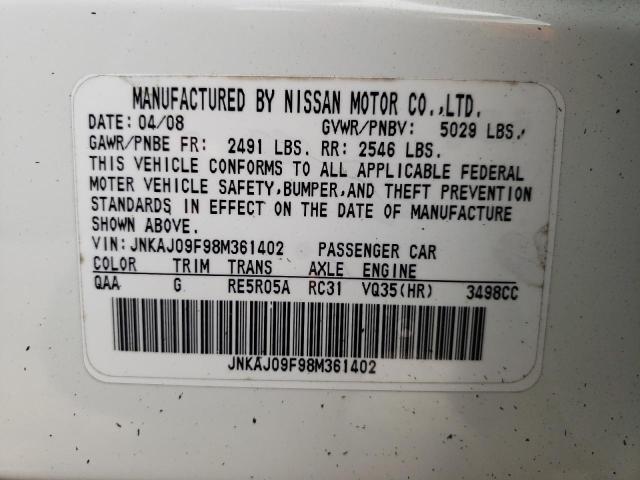 MANUFACTURED BY NISSAN MOTOR CO.,LTD.
DATE: 04/08 GVWR/PNBV: 5029 LBS.
GAWR/PNBE FR: 2491 LBS. RR: 2546 LBS.
THIS VEHICLE CONFORMS TO ALL APPLICABLE FEDERAL
MOTER VEHICLE SAFETY,BUMPER,AND THEFT PREVENTION
STANDARDS IN EFFECT ON THE DATE OF MANUFACTURE
SHOWN ABOVE.
VIN:JNKAJ09F98M361402 PASSENGER CAR
COLOR TRIM TRANS AXLE ENGINE
QAA G RE5R05A RC31 VQ35(HR) 3498CC
JNKAJ09F98M361402